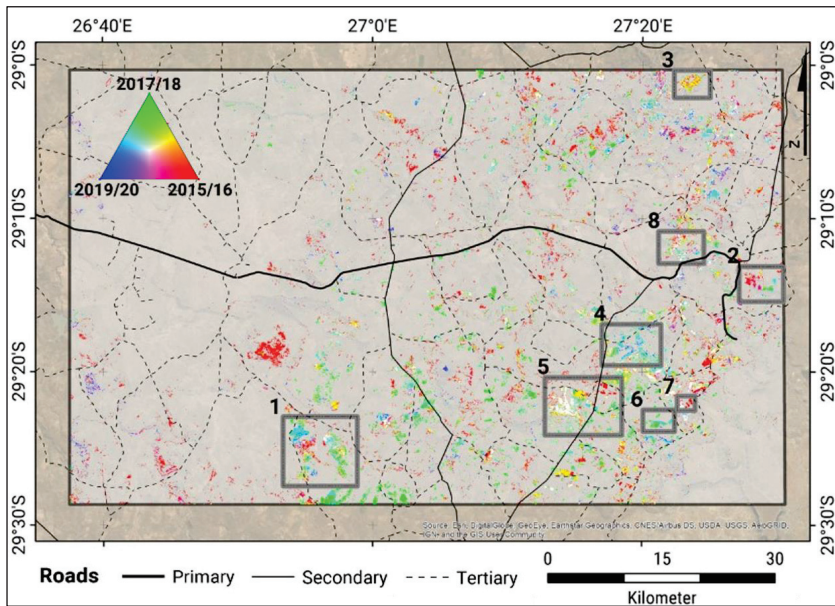 26°40'E 27°0'E 27°20'E
29°0'S
29°0'S
3
2017/18
2019/20 2015/16
N
29°10'S
29°10'S
8
2
4
29°20'S
29°20'S
5
7
6
1
Source: Esri, DigitalGlobe, GeoEye, Earthstar Geographics, CNES/Airbus DS, USDA, USGS, AeroGRID,
IGN, and the GIS User Community
29°30'S
29°30'S
Roads Primary Secondary Tertiary
0 15 30
Kilometer